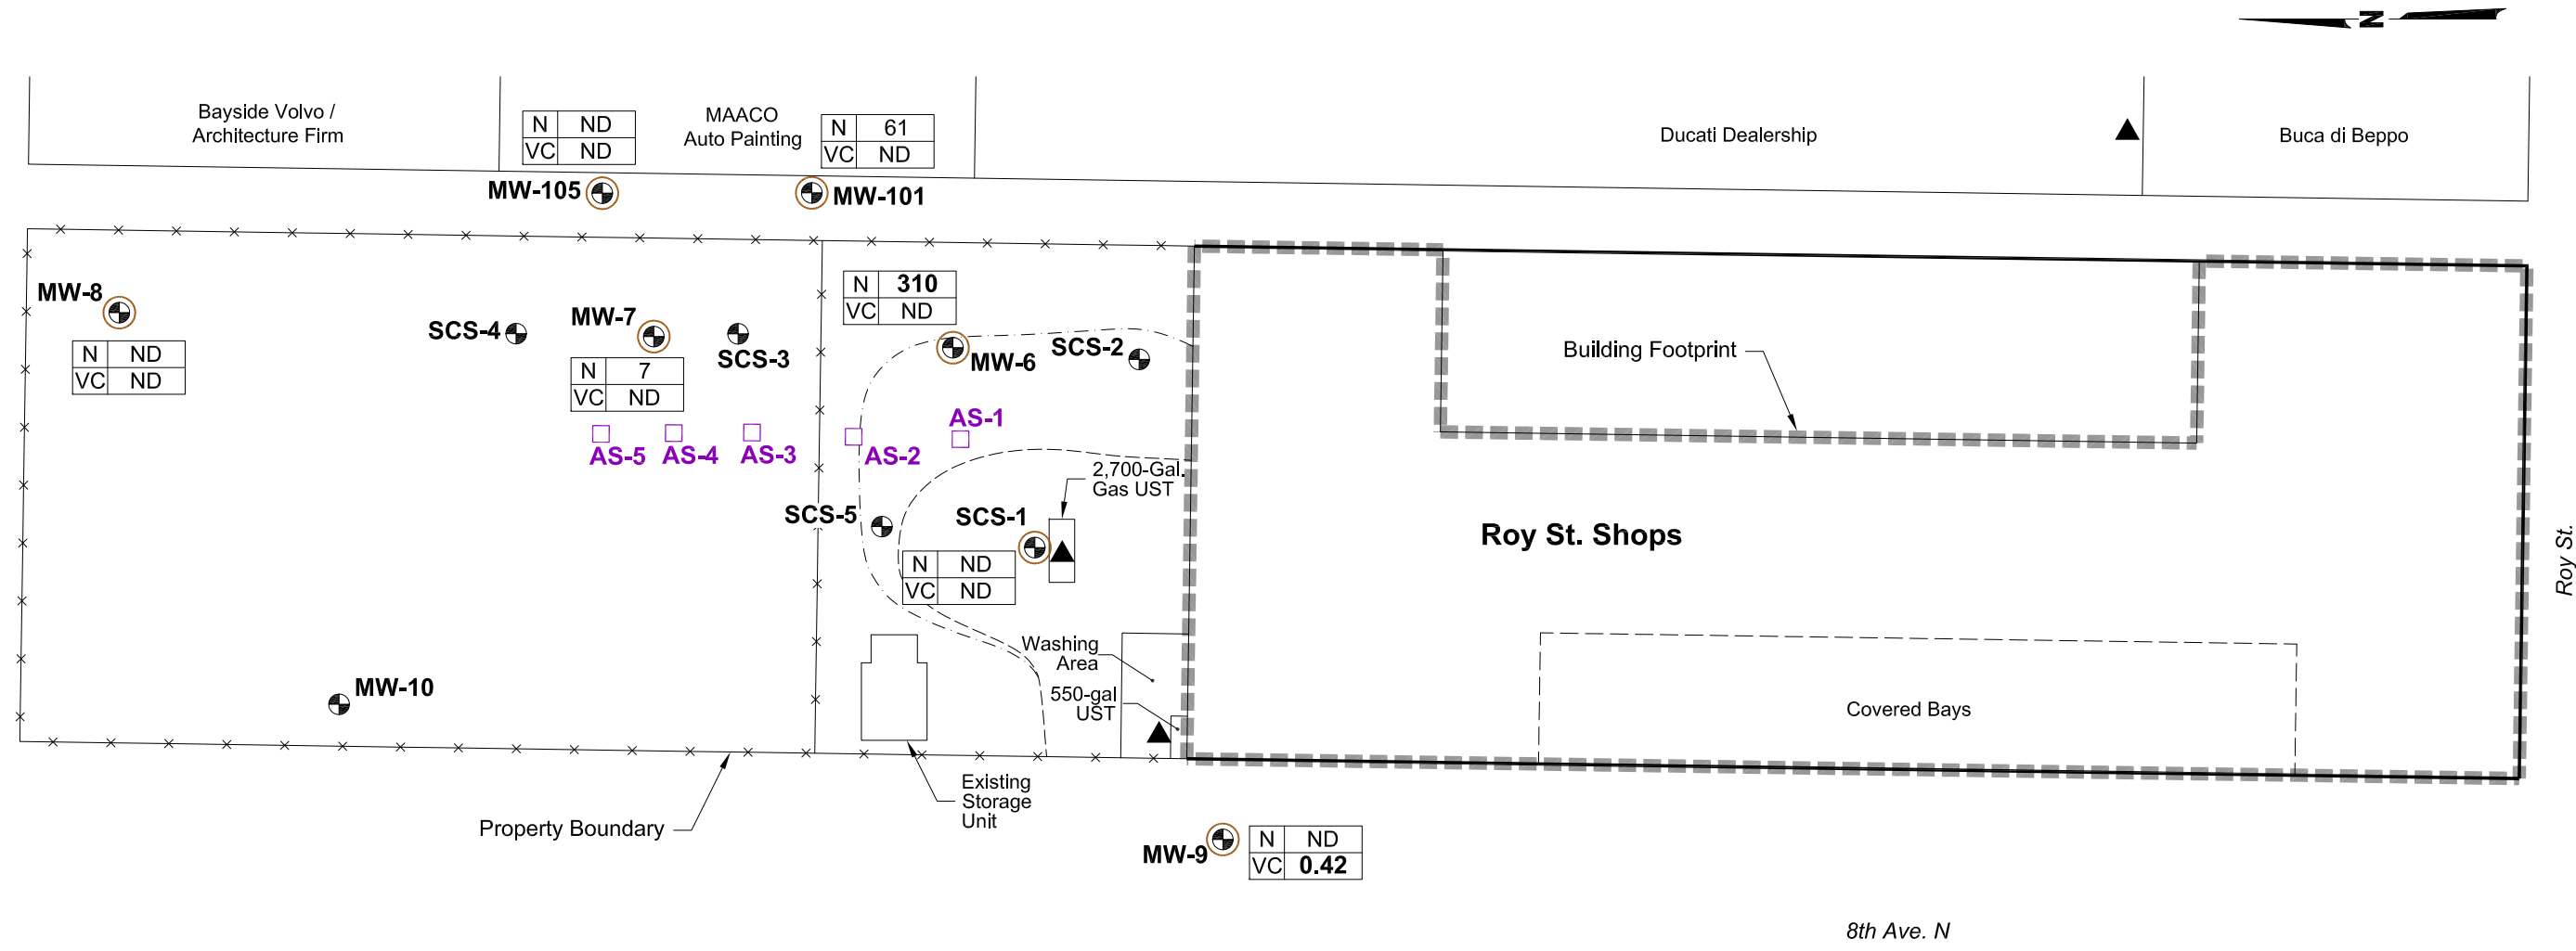 N
Bayside Volvo /
Architecture Firm
N ND
VC ND
MAACO
Auto Painting
N 61
VC ND
Ducati Dealership
Buca di Beppo
MW-105
MW-101
MW-8
N ND
VC ND
SCS-4
MW-7
N 7
VC ND
SCS-3
N 310
VC ND
MW-6
SCS-2
Building Footprint
AS-5
AS-4
AS-3
AS-2
AS-1
2,700-Gal.
Gas UST
SCS-5
SCS-1
N ND
VC ND
Roy St. Shops
Roy St.
Washing
Area
550-gal
UST
MW-10
Covered Bays
Existing
Storage
Unit
Property Boundary
MW-9
N ND
VC 0.42
8th Ave. N